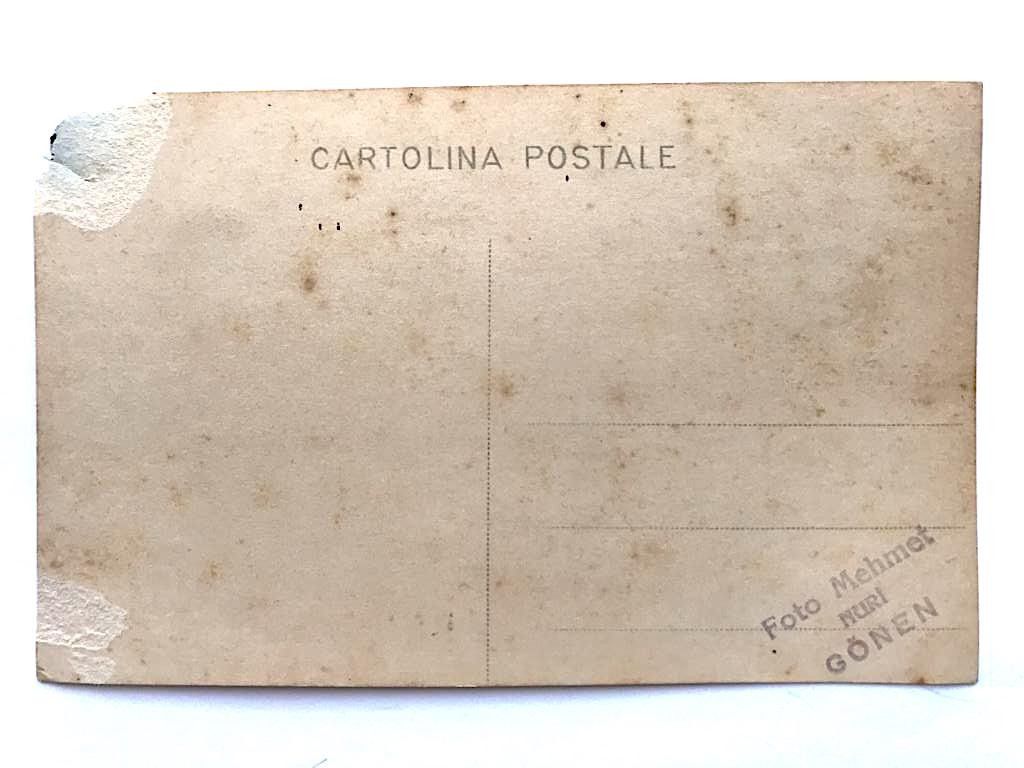 CARTOLINA POSTALE
Foto Mehmet
NURİ
GÖNEN